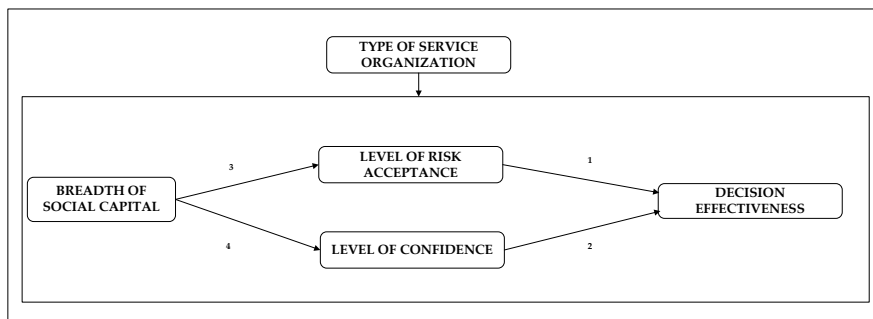 TYPE OF SERVICE
ORGANIZATION
3
LEVEL OF RISK
ACCEPTANCE
1
BREADTH OF
SOCIAL CAPITAL
DECISION
EFFECTIVENESS
4
LEVEL OF CONFIDENCE
2